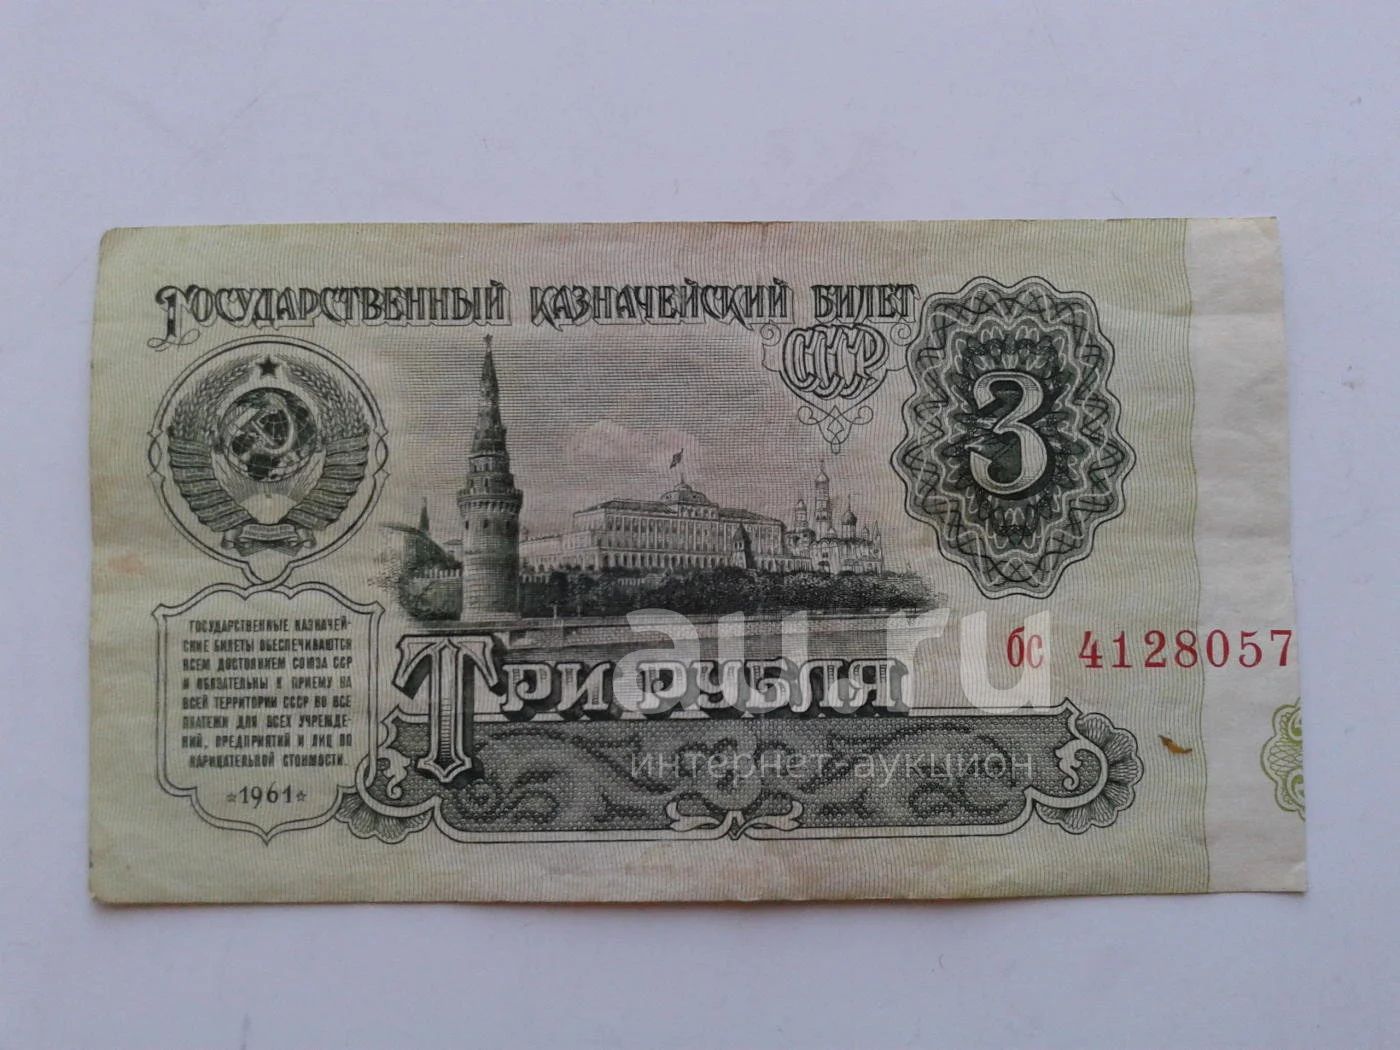 Государственный казначейский билет
СССР
3
Государственные казначей-
ские билеты обеспечиваются
всем достоянием Союза ССР
и обязательны к приему на
всей территории СССР во все
платежи для всех учрежде-
ний, предприятий и лиц по
нарицательной стоимости.
1961
Три рубля
бс 4128057
au.ru
интернет-аукцион